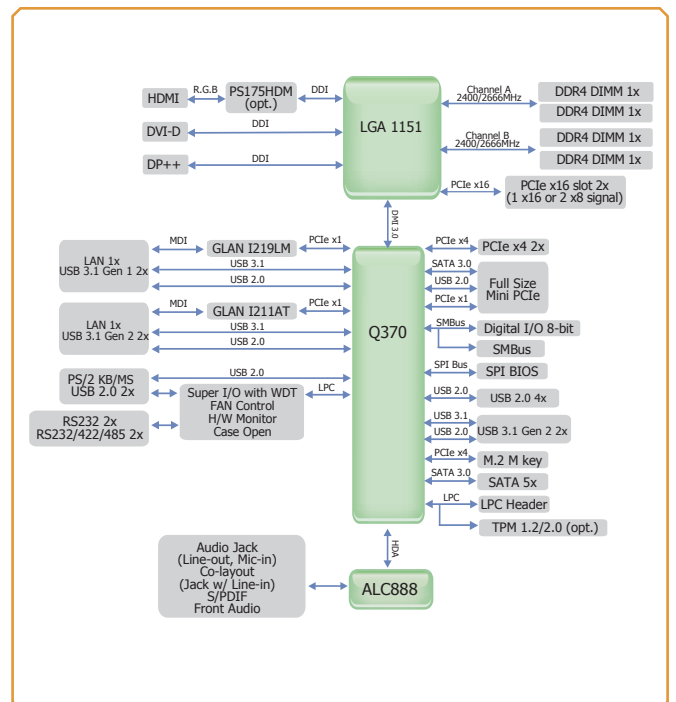 HDMI
R.G.B
PS175HDM
(opt.)
DDI
DVI-D
DDI
DP++
DDI
LGA 1151
Channel A
2400/2666MHz
DDR4 DIMM 1x
DDR4 DIMM 1x
Channel B
2400/2666MHz
DDR4 DIMM 1x
DDR4 DIMM 1x
PCIe x16
PCIe x16 slot 2x
(1 x16 or 2 x8 signal)
DMI 3.0
LAN 1x
USB 3.1 Gen 1 2x
MDI
GLAN I219LM
PCIe x1
USB 3.1
USB 2.0
LAN 1x
USB 3.1 Gen 2 2x
MDI
GLAN I211AT
PCIe x1
USB 3.1
USB 2.0
PS/2 KB/MS
USB 2.0 2x
USB 2.0
Super I/O with WDT
FAN Control
H/W Monitor
Case Open
LPC
RS232 2x
RS232/422/485 2x
Q370
PCIe x4
PCIe x4 2x
SATA 3.0
USB 2.0
PCIe x1
Full Size
Mini PCIe
SMBus
Digital I/O 8-bit
SMBus
SPI Bus
SPI BIOS
USB 2.0
USB 2.0 4x
USB 3.1
USB 2.0
USB 3.1 Gen 2 2x
PCIe x4
M.2 M key
SATA 3.0
SATA 5x
LPC
LPC Header
TPM 1.2/2.0 (opt.)
HDA
Audio Jack
(Line-out, Mic-in)
Co-layout
(Jack w/ Line-in)
S/PDIF
Front Audio
ALC888